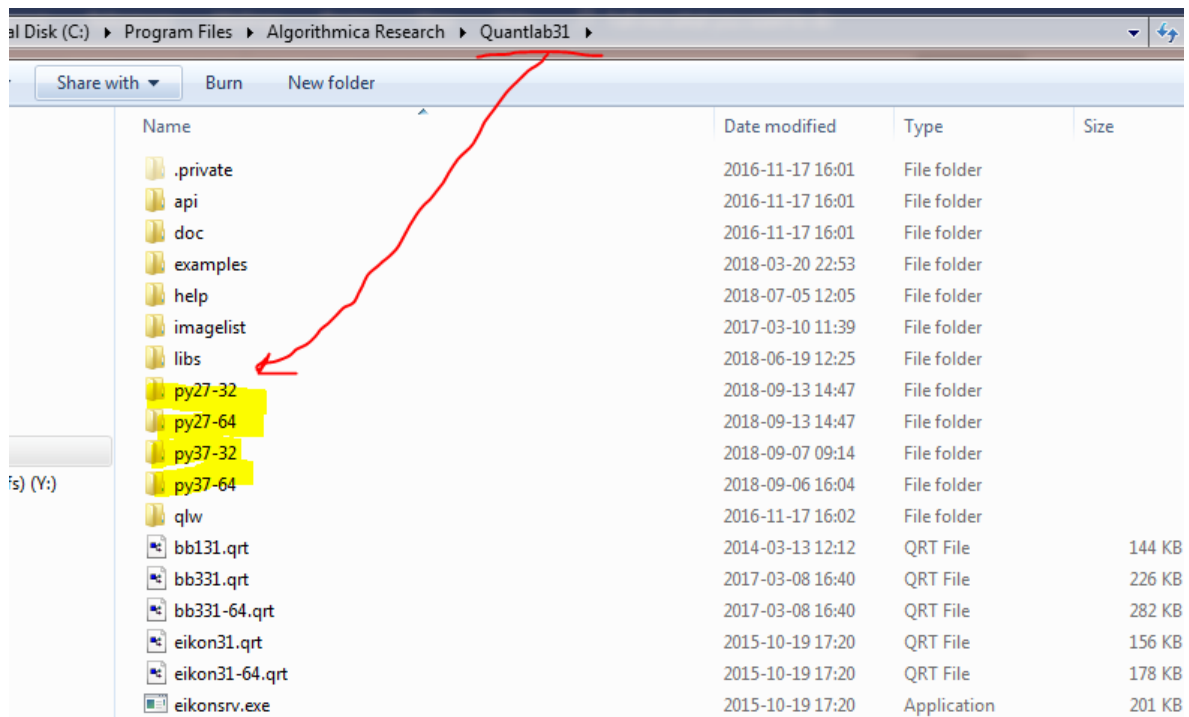 al Disk (C:) ▸ Program Files ▸ Algorithmica Research ▸ Quantlab31 ▸
Share with Burn New folder
Name Date modified Type Size
.private 2016-11-17 16:01 File folder
api 2016-11-17 16:01 File folder
doc 2016-11-17 16:01 File folder
examples 2018-03-20 22:53 File folder
help 2018-07-05 12:05 File folder
imagelist 2017-03-10 11:39 File folder
libs 2018-06-19 12:25 File folder
py27-32 2018-09-13 14:47 File folder
py27-64 2018-09-13 14:47 File folder
py37-32 2018-09-07 09:14 File folder
fs) (Y:) py37-64 2018-09-06 16:04 File folder
qlw 2016-11-17 16:02 File folder
bb131.qrt 2014-03-13 12:12 QRT File 144 KB
bb331.qrt 2017-03-08 16:40 QRT File 226 KB
bb331-64.qrt 2017-03-08 16:40 QRT File 282 KB
eikon31.qrt 2015-10-19 17:20 QRT File 156 KB
eikon31-64.qrt 2015-10-19 17:20 QRT File 178 KB
eikonsrv.exe 2015-10-19 17:20 Application 201 KB